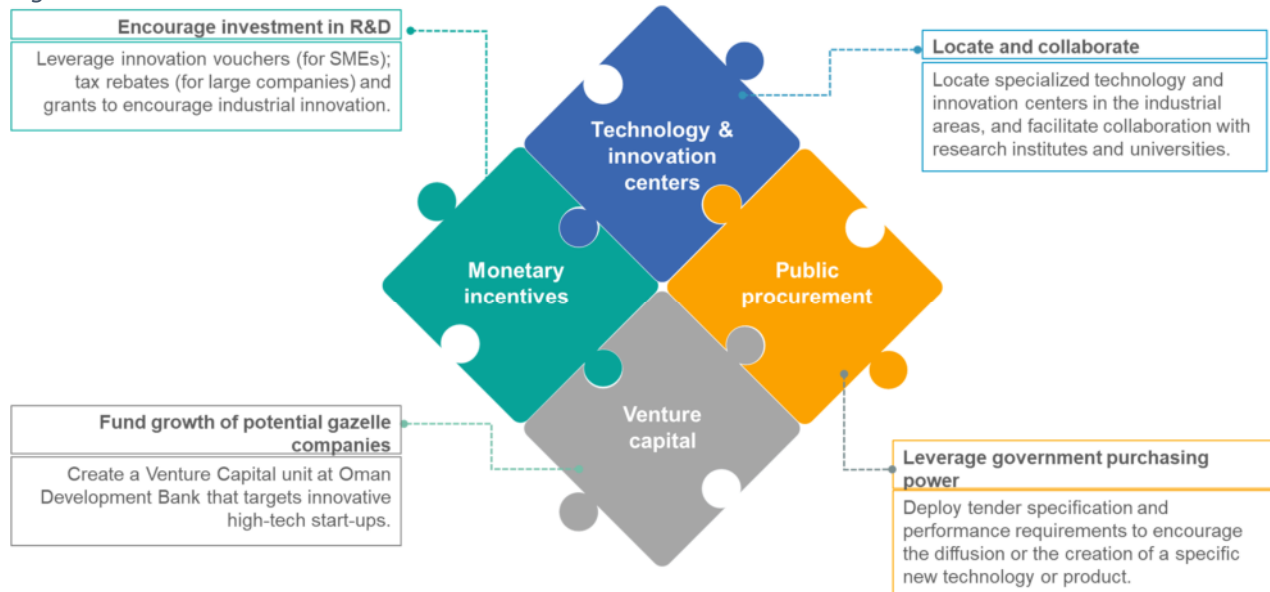 Encourage investment in R&D
Leverage innovation vouchers (for SMEs);
tax rebates (for large companies) and
grants to encourage industrial innovation.
Locate and collaborate
Locate specialized technology and
innovation centers in the industrial
areas, and facilitate collaboration with
research institutes and universities.
Technology &
innovation
centers
Monetary
incentives
Public
procurement
Venture
capital
Fund growth of potential gazelle
companies
Create a Venture Capital unit at Oman
Development Bank that targets innovative
high-tech start-ups.
Leverage government purchasing
power
Deploy tender specification and
performance requirements to encourage
the diffusion or the creation of a specific
new technology or product.